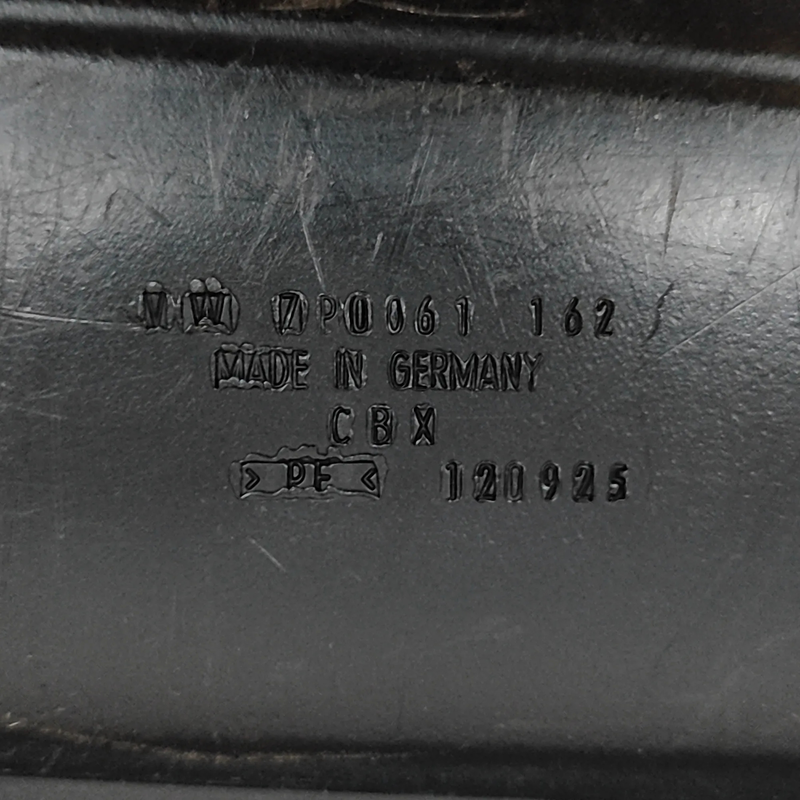 VW 7P0061 162
MADE IN GERMANY
CBX
> PE < 120925